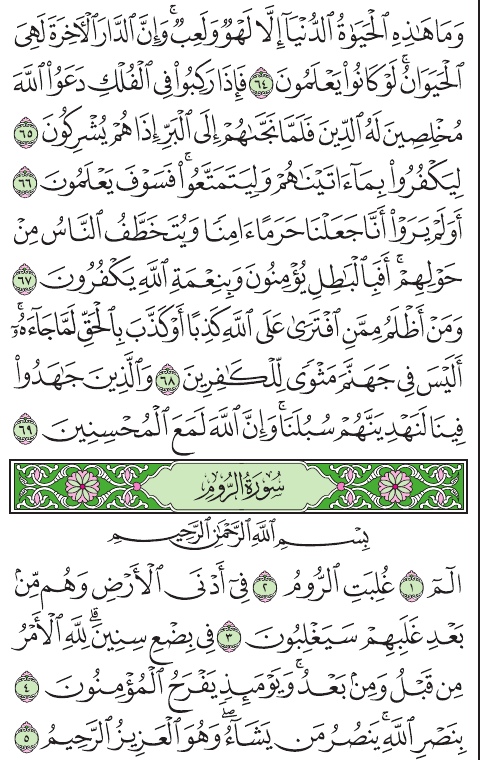 وَمَا هَـٰذِهِ ٱلْحَيَوٰةُ ٱلدُّنْيَآ إِلَّا لَهْوٌ وَلَعِبٌ ۚ وَإِنَّ ٱلدَّارَ ٱلْـَٔاخِرَةَ لَهِىَ
ٱلْحَيَوَانُ ۚ لَوْ كَانُوا۟ يَعْلَمُونَ ٦٤ فَإِذَا رَكِبُوا۟ فِى ٱلْفُلْكِ دَعَوُا۟ ٱللَّهَ
مُخْلِصِينَ لَهُ ٱلدِّينَ فَلَمَّا نَجَّىٰهُمْ إِلَى ٱلْبَرِّ إِذَا هُمْ يُشْرِكُونَ ٦٥
لِيَكْفُرُوا۟ بِمَآ ءَاتَيْنَـٰهُمْ وَلِيَتَمَتَّعُوا۟ ۖ فَسَوْفَ يَعْلَمُونَ ٦٦
أَوَلَمْ يَرَوْا۟ أَنَّا جَعَلْنَا حَرَمًا ءَامِنًا وَيُتَخَطَّفُ ٱلنَّاسُ مِنْ
حَوْلِهِمْ ۚ أَفَبِٱلْبَـٰطِلِ يُؤْمِنُونَ وَبِنِعْمَةِ ٱللَّهِ يَكْفُرُونَ ٦٧
وَمَنْ أَظْلَمُ مِمَّنِ ٱفْتَرَىٰ عَلَى ٱللَّهِ كَذِبًا أَوْ كَذَّبَ بِٱلْحَقِّ لَمَّا جَآءَهُۥٓ ۚ
أَلَيْسَ فِى جَهَنَّمَ مَثْوًى لِّلْكَـٰفِرِينَ ٦٨ وَٱلَّذِينَ جَـٰهَدُوا۟
فِينَا لَنَهْدِيَنَّهُمْ سُبُلَنَا ۚ وَإِنَّ ٱللَّهَ لَمَعَ ٱلْمُحْسِنِينَ ٦٩
سُورَةُ الرُّومِ
بِسْمِ ٱللَّهِ ٱلرَّحْمَـٰنِ ٱلرَّحِيمِ
الٓمٓ ١ غُلِبَتِ ٱلرُّومُ ٢ فِىٓ أَدْنَى ٱلْأَرْضِ وَهُم مِّنۢ
بَعْدِ غَلَبِهِمْ سَيَغْلِبُونَ ٣ فِى بِضْعِ سِنِينَ ۗ لِلَّهِ ٱلْأَمْرُ
مِن قَبْلُ وَمِنۢ بَعْدُ ۚ وَيَوْمَئِذٍ يَفْرَحُ ٱلْمُؤْمِنُونَ ٤
بِنَصْرِ ٱللَّهِ ۚ يَنصُرُ مَن يَشَآءُ ۖ وَهُوَ ٱلْعَزِيزُ ٱلرَّحِيمُ ٥